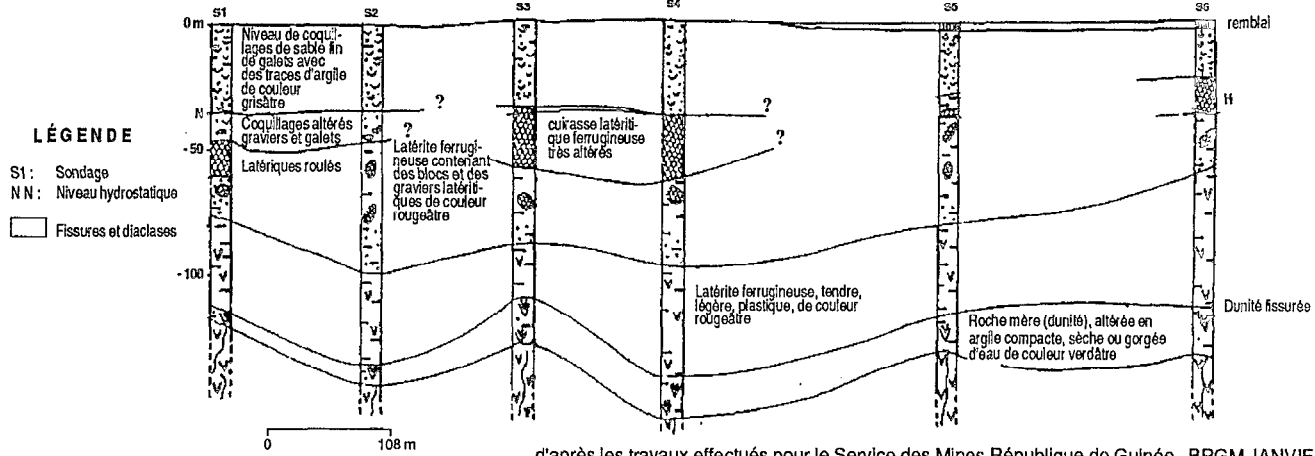 S1 S2 S3 S4 S5 S6
0 m
remblai
Niveau de coquil-
lages de sable fin
de galets avec
des traces d'argile
de couleur
grisâtre
?
?
N
LÉGENDE
Coquillages altérés
graviers et galets
?
cuirasse latéri-
tique ferrugineuse
très altérés
?
- 50
Latériques roulés
Latérite ferrugi-
neuse contenant
des blocs et des
graviers latériti-
ques de couleur
rougeâtre
S1 : Sondage
N N : Niveau hydrostatique
Fissures et diaclases
- 100
Latérite ferrugineuse, tendre,
légère, plastique, de couleur
rougeâtre
Dunité fissurée
Roche mère (dunité), altérée en
argile compacte, sèche ou gorgée
d'eau de couleur verdâtre
0 108 m
d'après les travaux effectués pour le Service des Mines République de Guinée, BRGM JANVIE